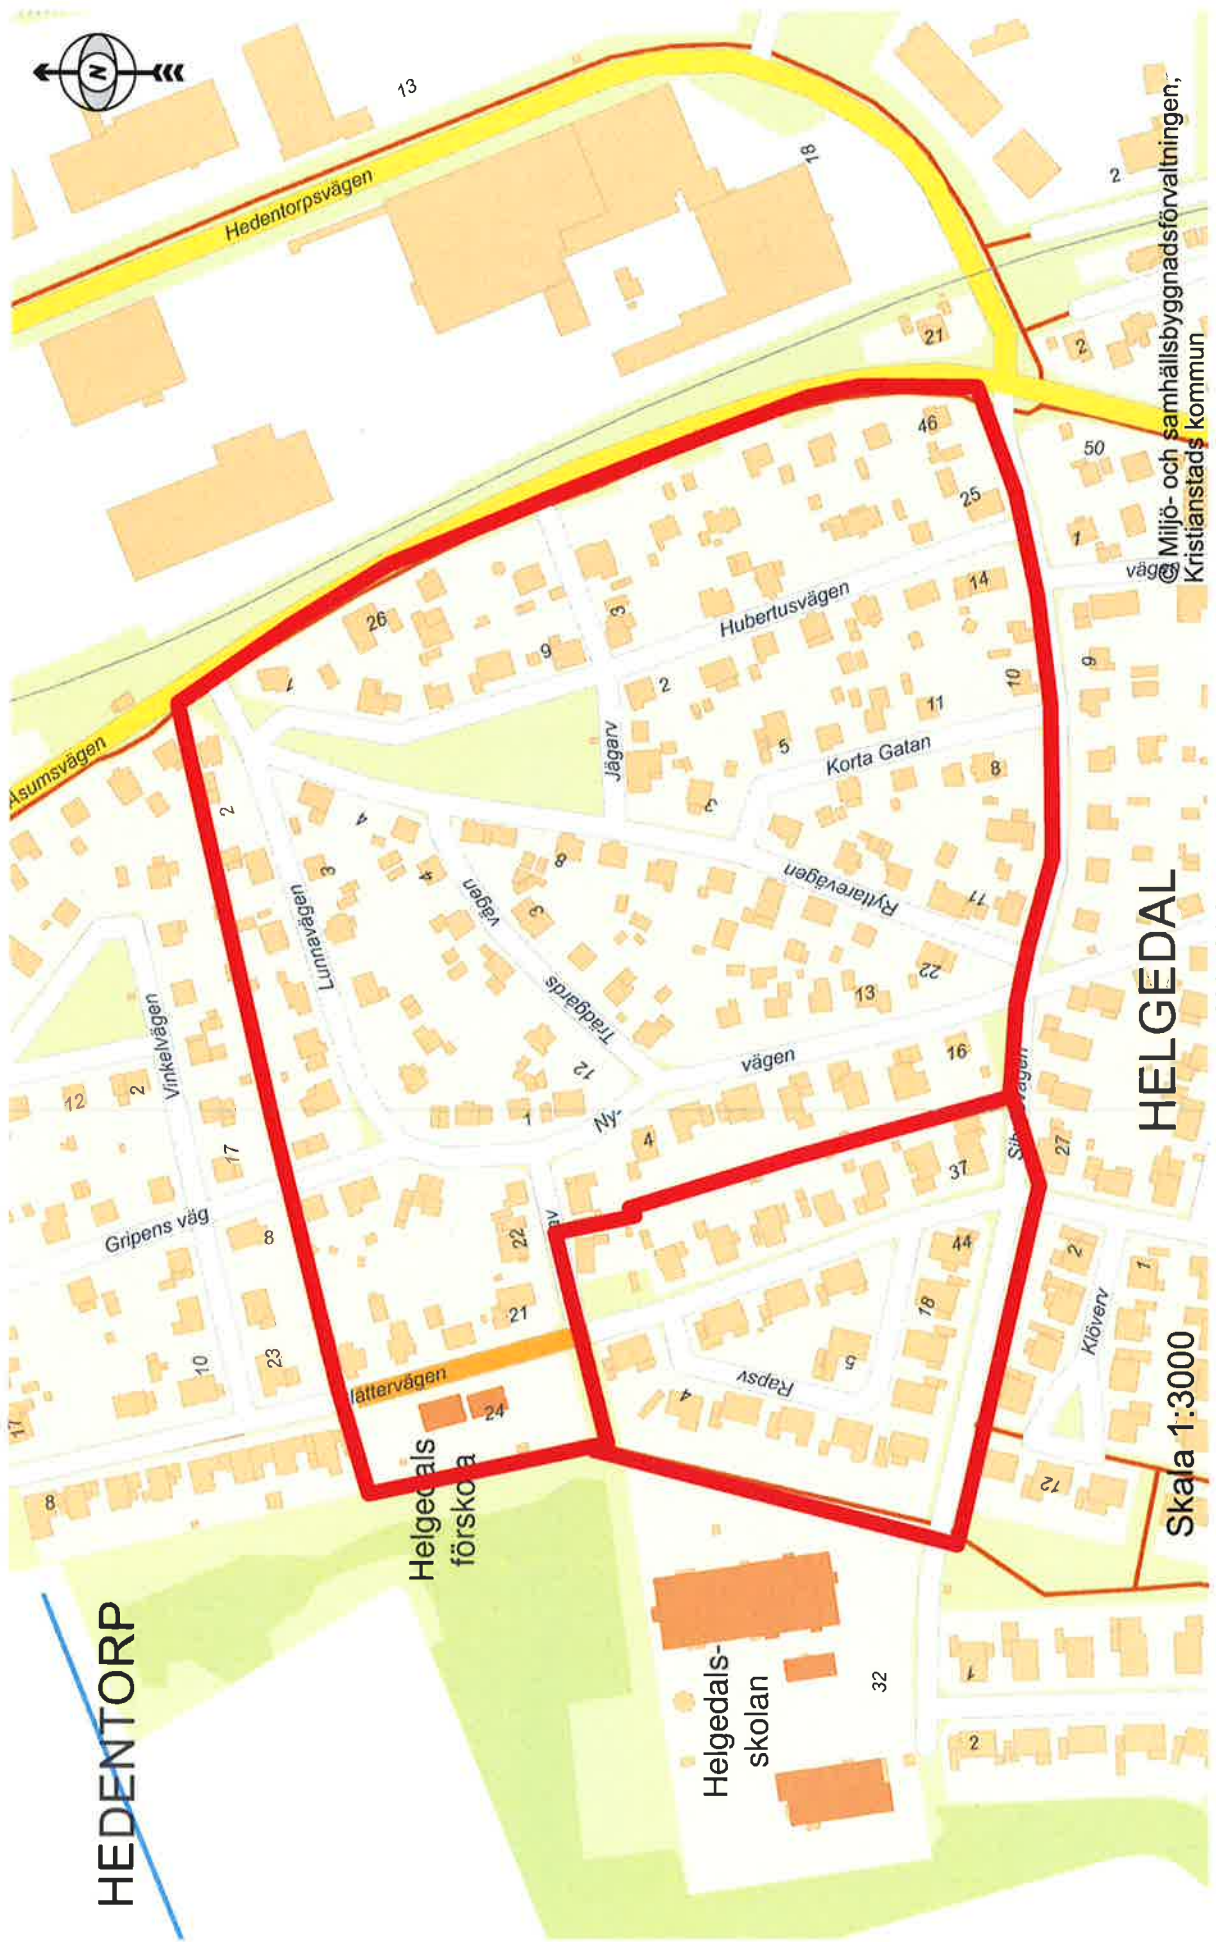 HEDENTORP
HELGEDAL
Skala 1:3000
© Miljö- och samhällsbyggnadsförvaltningen,
Kristianstads kommun
N
Hedentorpsvägen
13
18
2
21
2
50
46
25
1
vägen
14
Hubertusvägen
3
9
26
1
2
Jägarv
5
Korta Gatan
11
10
9
8
3
Åsumsvägen
2
Lunnavägen
3
4
4
vägen
3
8
Trädgårds
12
Ryttarevägen
11
22
13
vägen
16
Ny-
1
4
Vinkelvägen
12
2
17
Gripens väg
8
10
23
17
8
22
21
24
Helgedals
förskola
37
27
44
18
Rapsv
5
4
2
1
Klöverv
12
Helgedals-
skolan
32
1
2